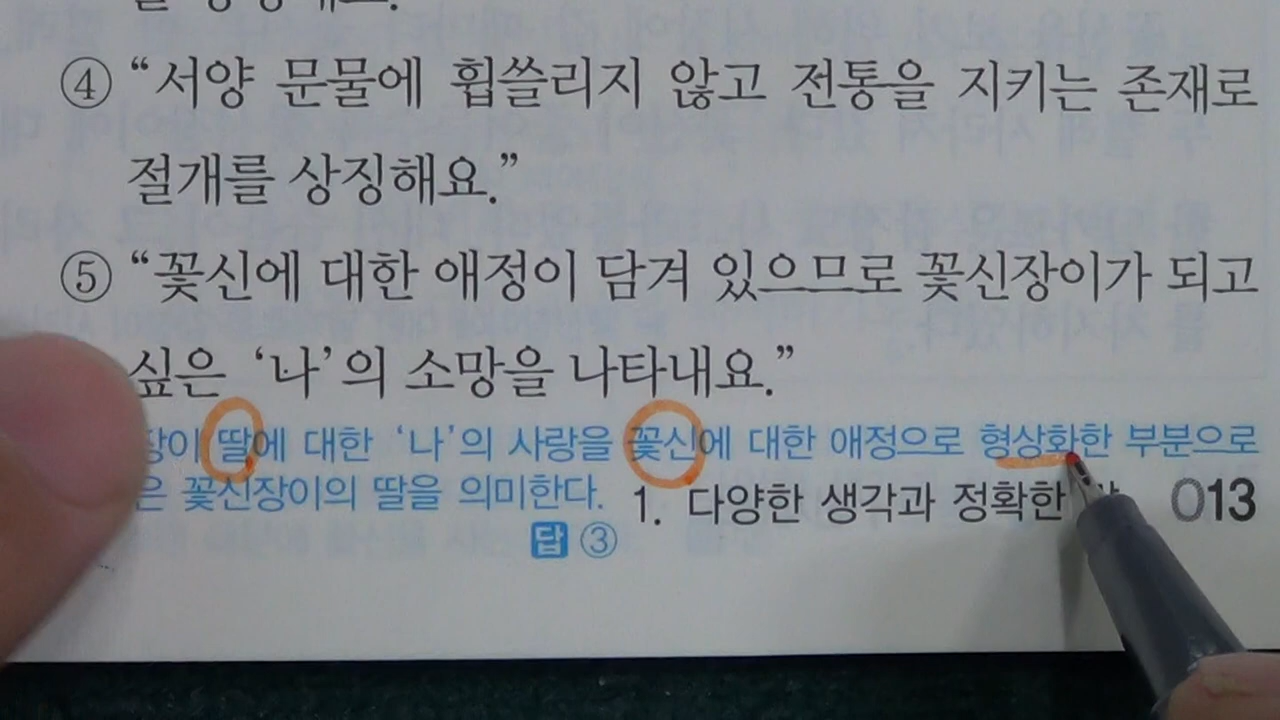 ④ “서양 문물에 휩쓸리지 않고 전통을 지키는 존재로
절개를 상징해요.”
⑤ “꽃신에 대한 애정이 담겨 있으므로 꽃신장이가 되고
싶은 ‘나’의 소망을 나타내요.”
장이 딸에 대한 ‘나’의 사랑을 꽃신에 대한 애정으로 형상화한 부분으로
은 꽃신장이의 딸을 의미한다.
답 ③
1. 다양한 생각과 정확한
013